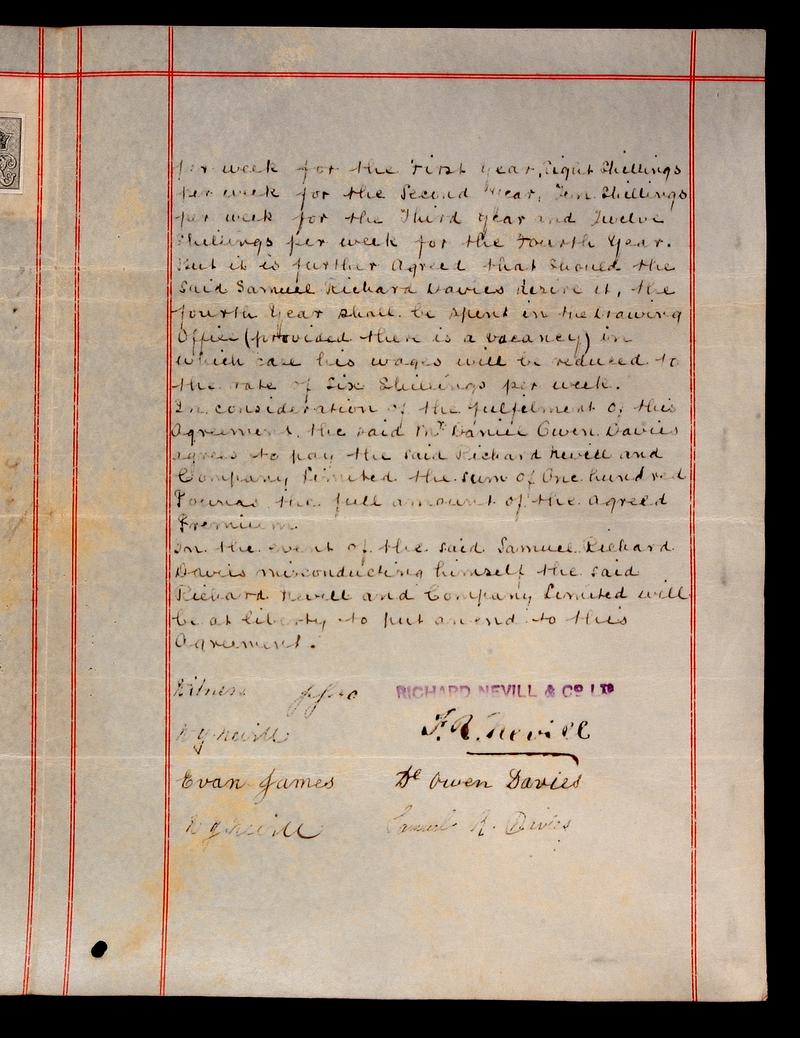 per week for the First Year, Eight Shillings
per week for the Second Year, Ten Shillings
per week for the Third Year and Twelve
Shillings per week for the Fourth Year.
But it is further Agreed that Should the
Said Samuel Richard Davies desire it, the
fourth Year shall be spent in the Drawing
Office (provided there is a vacancy) in
which case his wages will be reduced to
the rate of Six Shillings per week.
In consideration of the fulfilment of this
Agreement, the said Mr Daniel Owen Davies
agrees to pay the said Richard Nevill and
Company Limited the sum of One hundred
Pounds the full amount of the agreed
Premium.
In the event of the said Samuel Richard
Davies misconducting himself the said
Richard Nevill and Company Limited will
be at liberty to put an end to this
Agreement.
Witness RICHARD NEVILL & CO LTD
W Y Nevill F. R. Nevill
Evan James Dl Owen Davies
W Y Nevill Samuel R. Davies